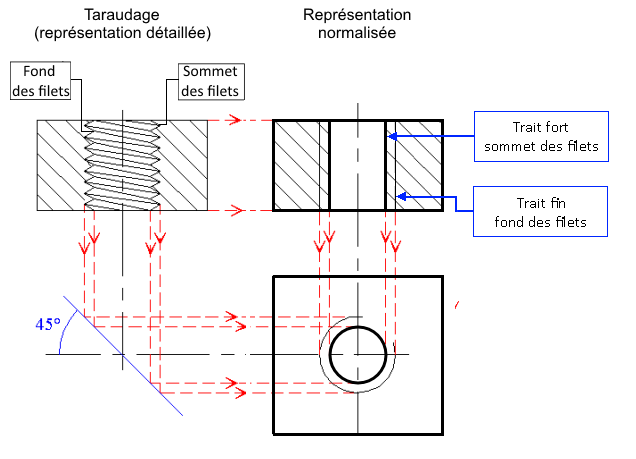 Taraudage
(représentation détaillée)
Représentation
normalisée
Fond
des filets
Sommet
des filets
Trait fort
sommet des filets
Trait fin
fond des filets
45°